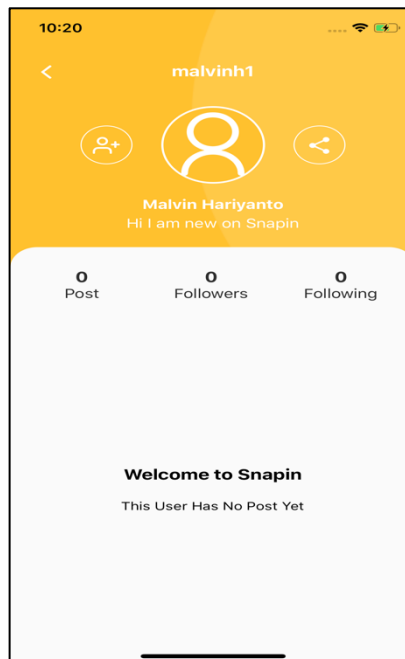 10:20
malvinh1
Malvin Hariyanto
Hi I am new on Snapin
0 0 0
Post Followers Following
Welcome to Snapin
This User Has No Post Yet